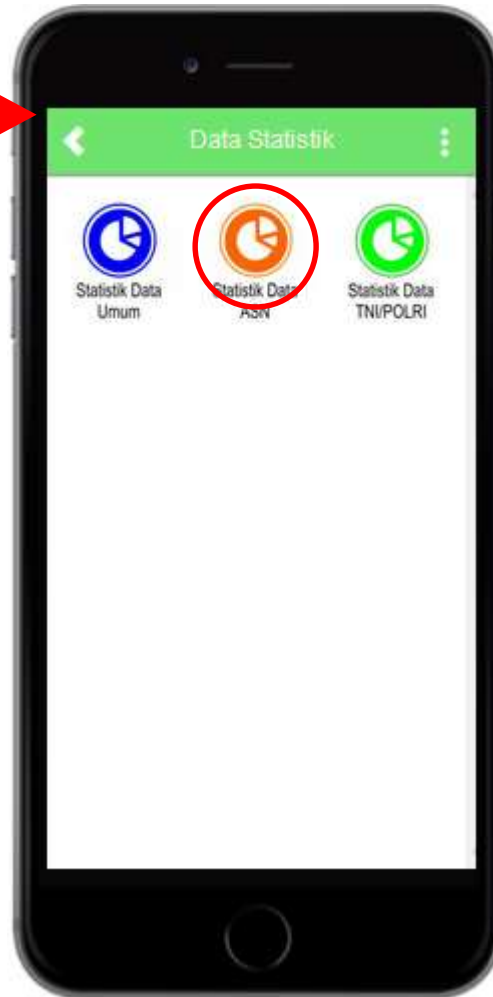 Data Statistik
Statistik Data
Umum
Statistik Data
ASN
Statistik Data
TNI/POLRI